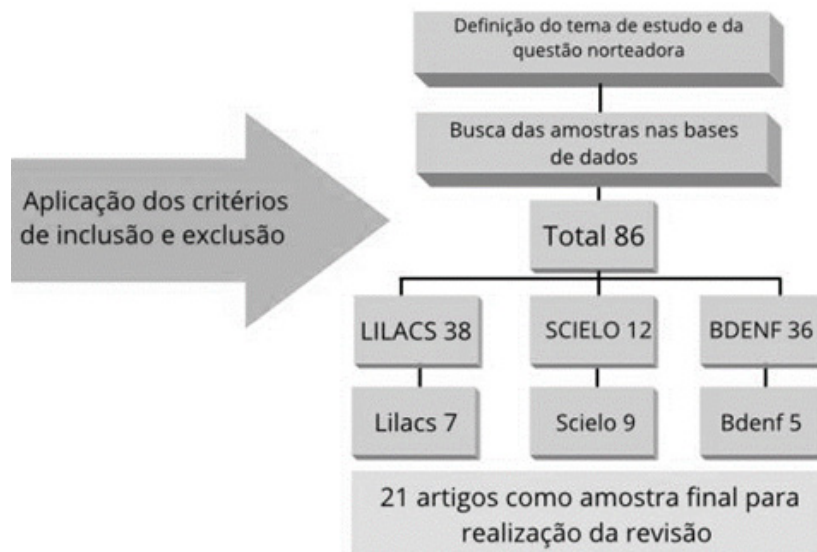 Definição do tema de estudo e da
questão norteadora
Busca das amostras nas bases
de dados
Aplicação dos critérios
de inclusão e exclusão
Total 86
LILACS 38
SCIELO 12
BDENF 36
Lilacs 7
Scielo 9
Bdenf 5
21 artigos como amostra final para
realização da revisão